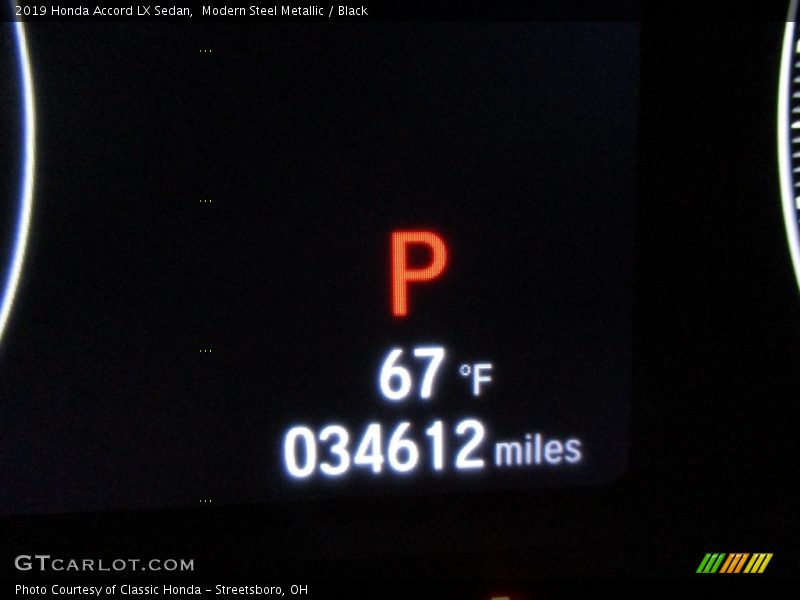 2019 Honda Accord LX Sedan,  Modern Steel Metallic / Black
P
67 °F
034612 miles
GTCARLOT.COM
Photo Courtesy of Classic Honda - Streetsboro, OH